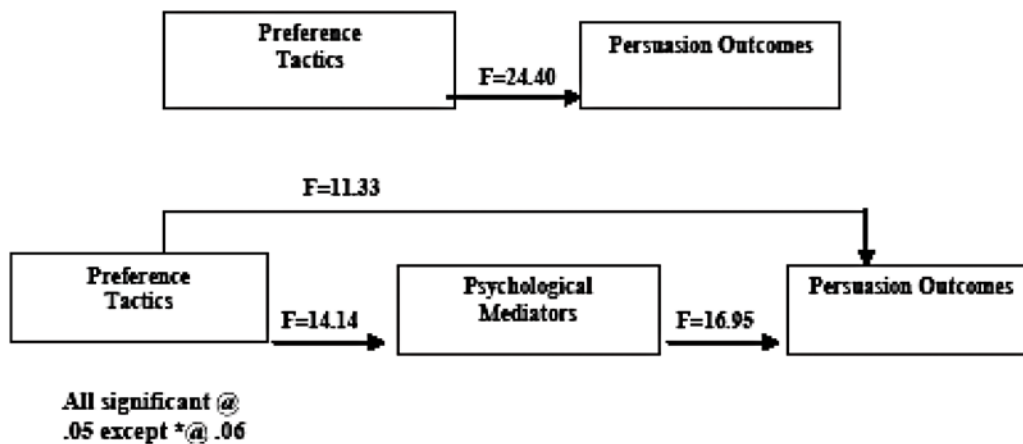 Preference
Tactics
Persuasion Outcomes
F=24.40
F=11.33
Preference
Tactics
Psychological
Mediators
Persuasion Outcomes
F=14.14
F=16.95
All significant @
.05 except *@ .06